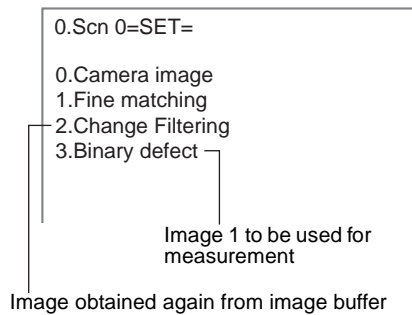 0.Scn 0=SET=
0.Camera image
1.Fine matching
2.Change Filtering
3.Binary defect
Image 1 to be used for
measurement
Image obtained again from image buffer